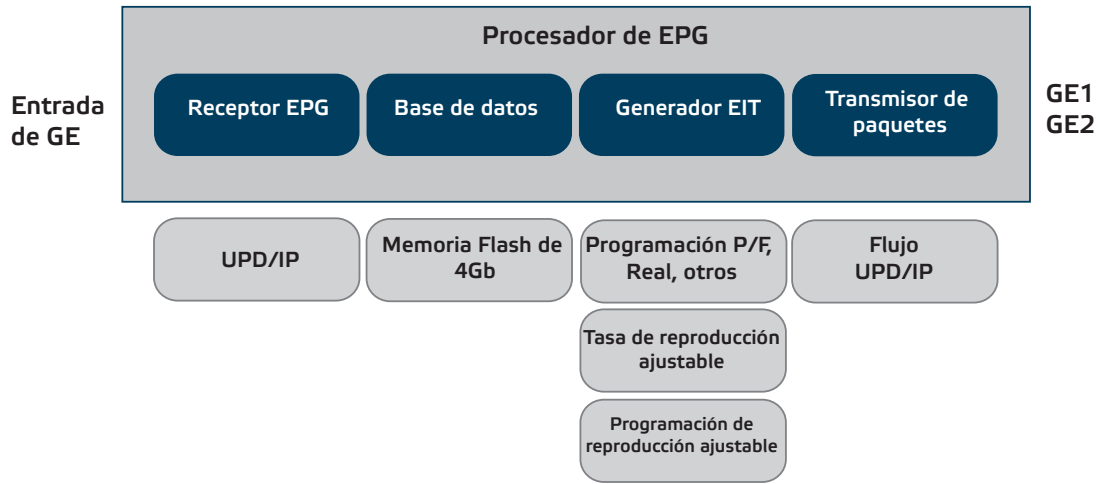 Procesador de EPG
Entrada
de GE
Receptor EPG
Base de datos
Generador EIT
Transmisor de
paquetes
GE1
GE2
UPD/IP
Memoria Flash de
4Gb
Programación P/F,
Real, otros
Flujo
UPD/IP
Tasa de reproducción
ajustable
Programación de
reproducción ajustable